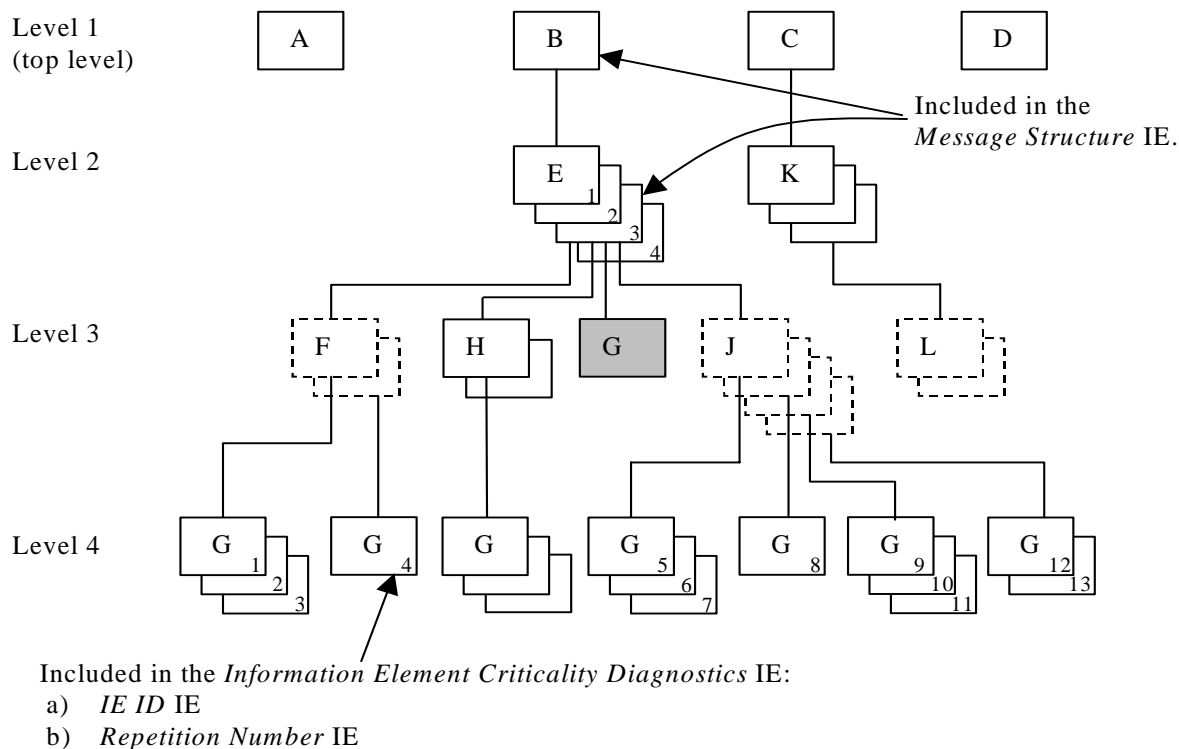 Level 1
(top level)
A
B
C
D
Included in the
Message Structure IE.
Level 2
E
1
2
3
4
K
Level 3
F
H
G
J
L
Level 4
G
1
2
3
G
4
G
G
5
6
7
G
8
G
9
10
11
G
12
13
Included in the Information Element Criticality Diagnostics IE:
a) IE ID IE
b) Repetition Number IE